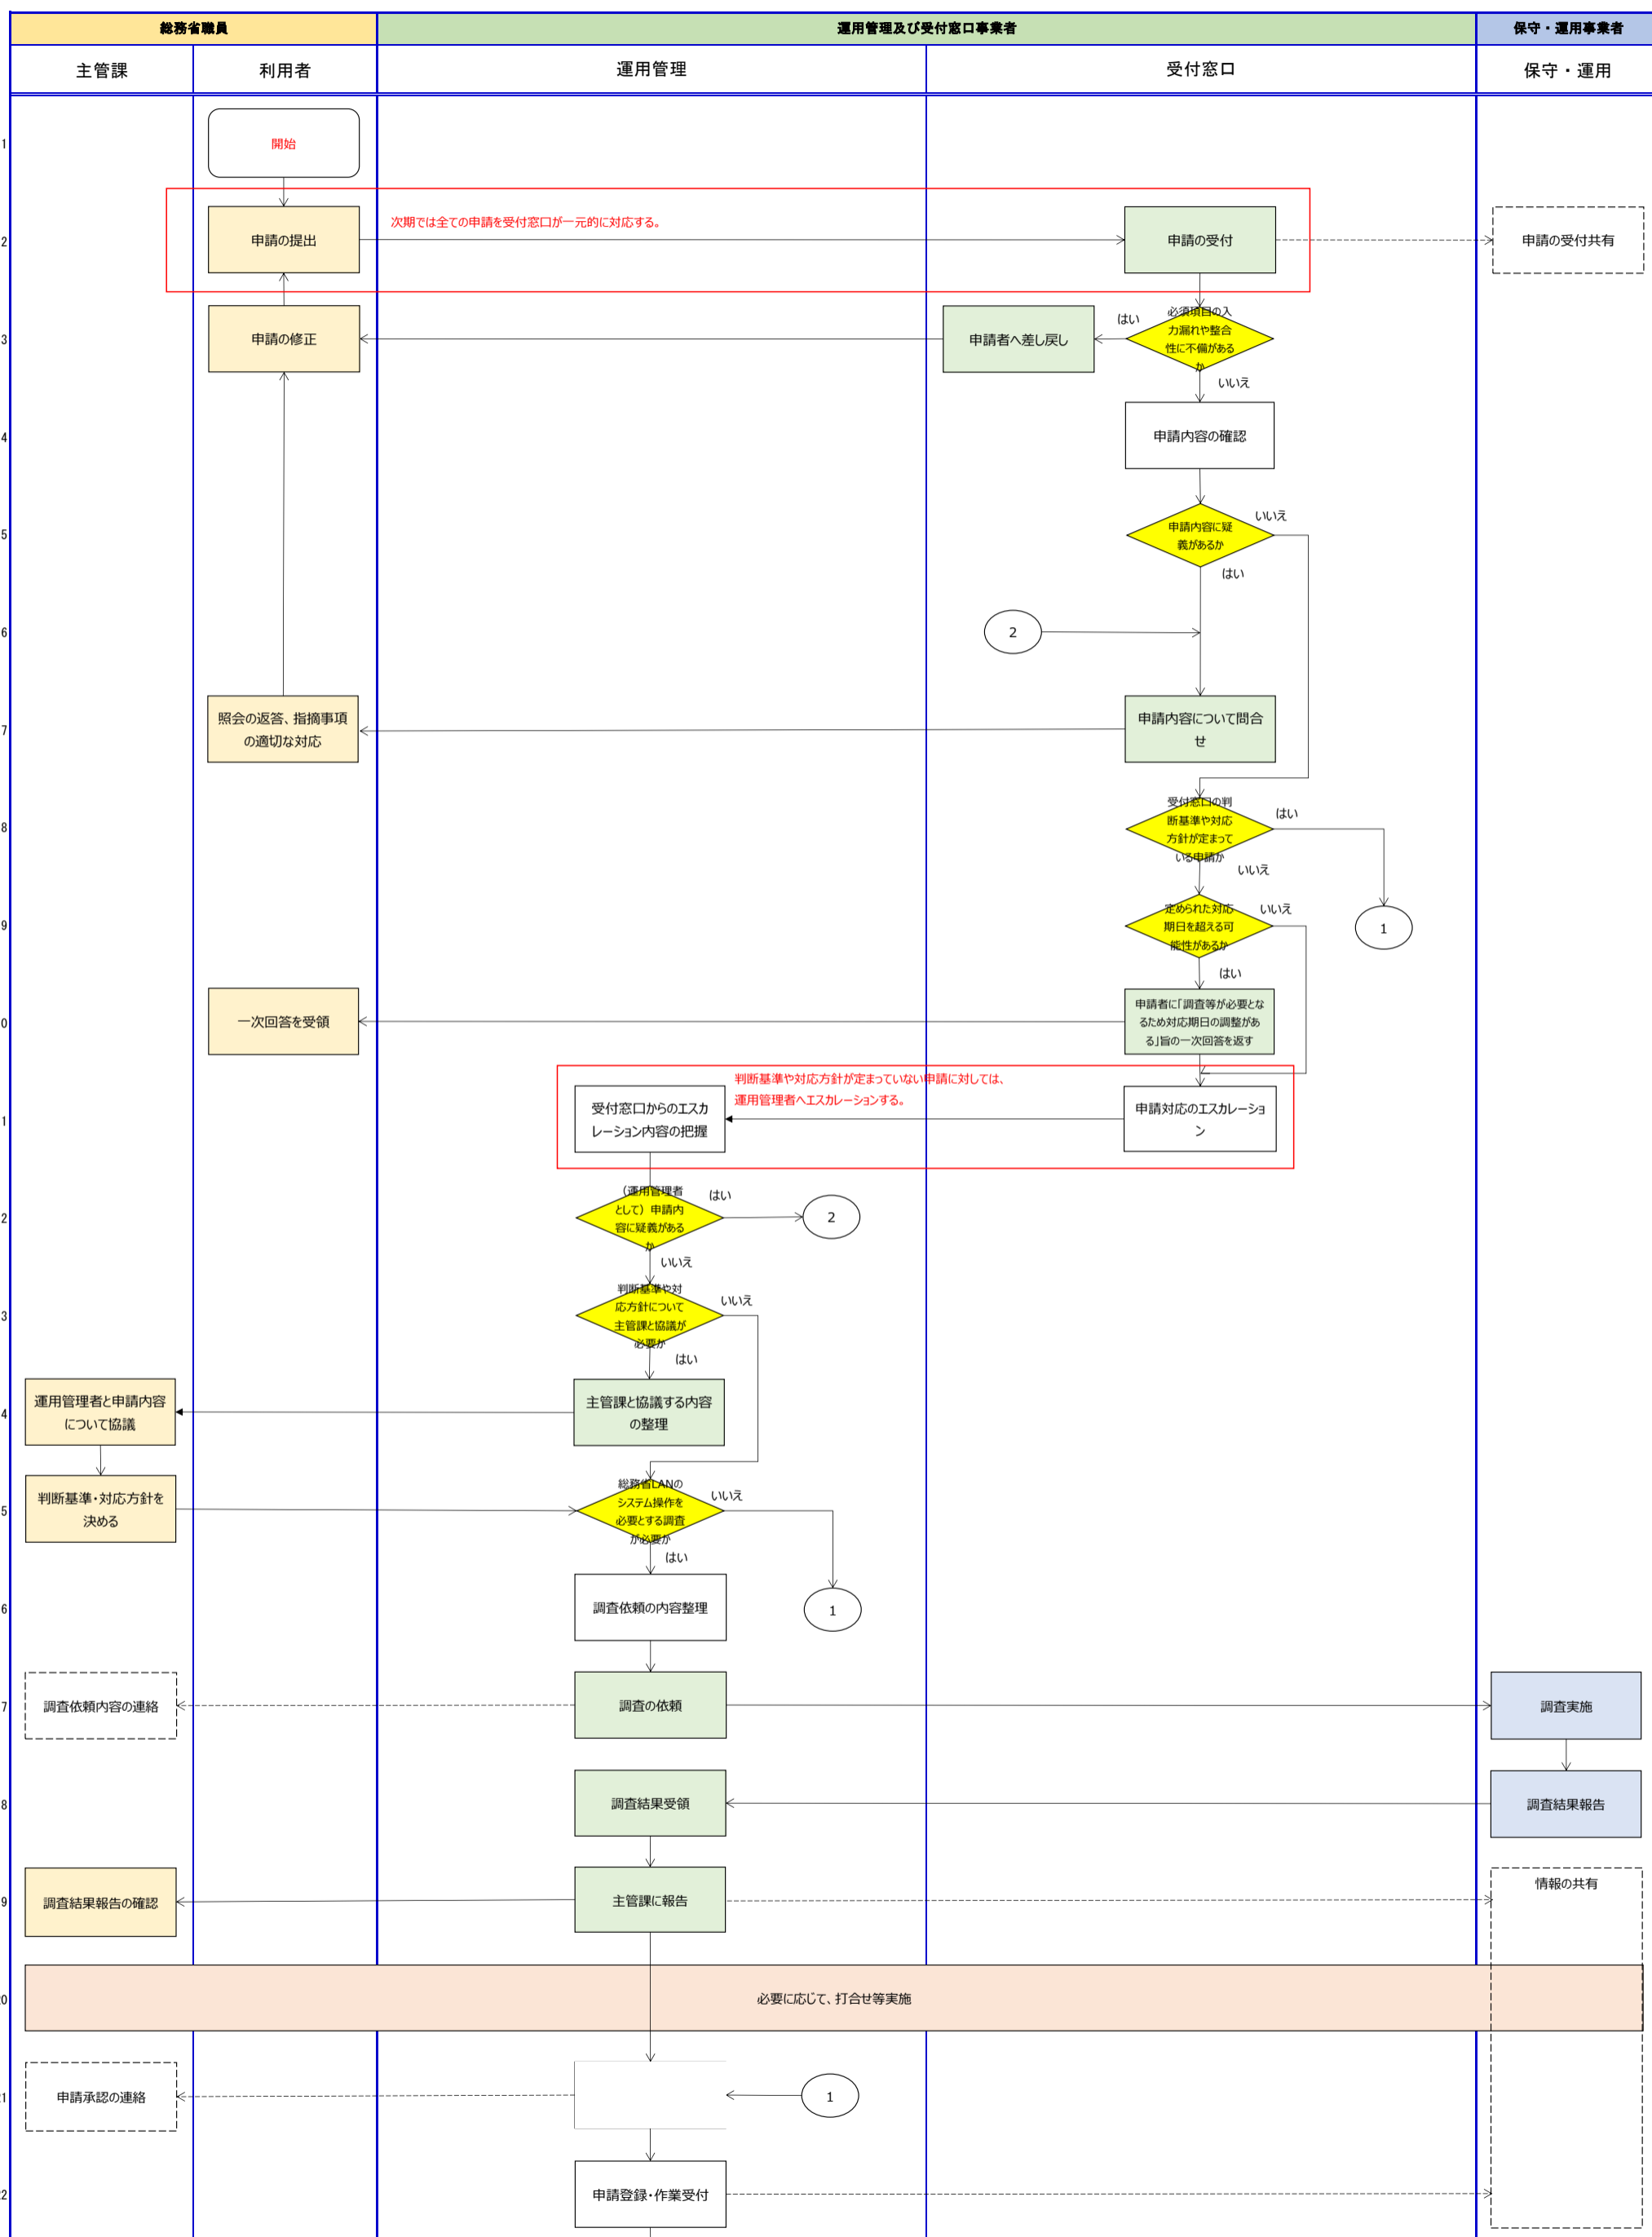 総務省職員
運用管理及び受付窓口事業者
保守・運用事業者
主管課
利用者
運用管理
受付窓口
保守・運用
1
開始
次期では全ての申請を受付窓口が一元的に対応する。
2
申請の提出
申請の受付
申請の受付共有
3
申請の修正
申請者へ差し戻し
はい
必須項目の入
力漏れや整合
性に不備がある
か
いいえ
4
申請内容の確認
5
申請内容に疑
義があるか
いいえ
はい
6
2
7
照会の返答、指摘事項
の適切な対応
申請内容について問合
せ
8
受付窓口の判
断基準や対応
方針が定まって
いる申請か
はい
いいえ
9
定められた対応
期日を超える可
能性があるか
いいえ
1
はい
0
一次回答を受領
申請者に「調査等が必要とな
るため対応期日の調整があ
る」旨の一次回答を返す
判断基準や対応方針が定まっていない申請に対しては、
運用管理者へエスカレーションする。
1
受付窓口からのエスカ
レーション内容の把握
申請対応のエスカレーショ
ン
2
（運用管理者
として）申請内
容に疑義がある
か
はい
2
いいえ
3
判断基準や対
応方針について
主管課と協議が
必要か
いいえ
はい
4
運用管理者と申請内容
について協議
主管課と協議する内容
の整理
5
判断基準・対応方針を
決める
総務省LANの
システム操作を
必要とする調査
が必要か
いいえ
はい
6
調査依頼の内容整理
1
7
調査依頼内容の連絡
調査の依頼
調査実施
8
調査結果受領
調査結果報告
9
調査結果報告の確認
主管課に報告
情報の共有
0
必要に応じて、打合せ等実施
1
申請承認の連絡
1
2
申請登録・作業受付